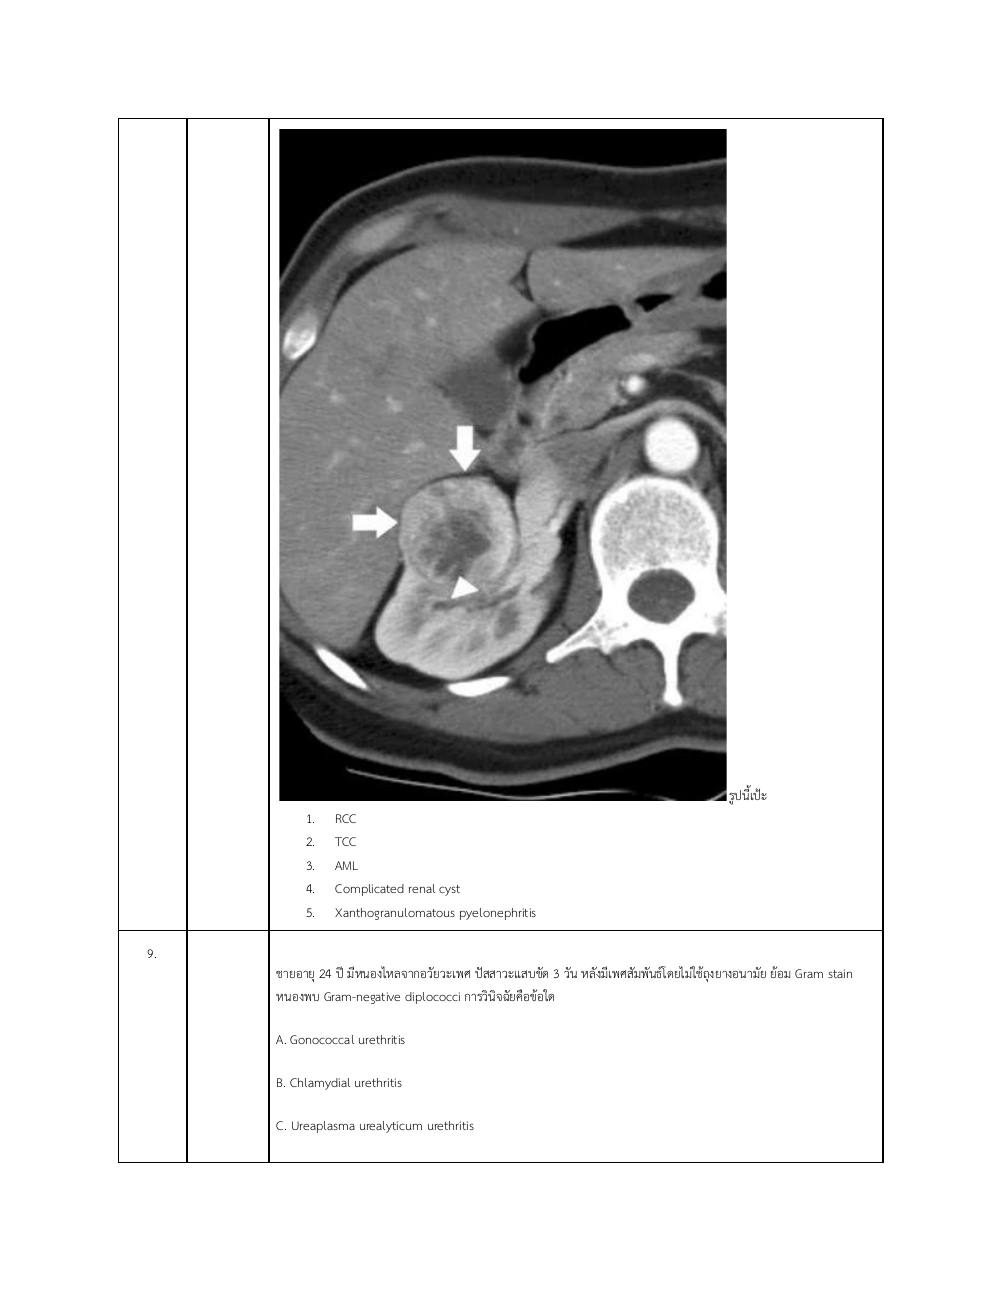 รูปนี้เป้ะ
1. RCC
2. TCC
3. AML
4. Complicated renal cyst
5. Xanthogranulomatous pyelonephritis
9.
ชายอายุ 24 ปี มีหนองไหลจากอวัยวะเพศ ปัสสาวะแสบขัด 3 วัน หลังมีเพศสัมพันธ์โดยไม่ใช้ถุงยางอนามัย ย้อม Gram stain
หนองพบ Gram-negative diplococci การวินิจฉัยคือข้อใด
A. Gonococcal urethritis
B. Chlamydial urethritis
C. Ureaplasma urealyticum urethritis